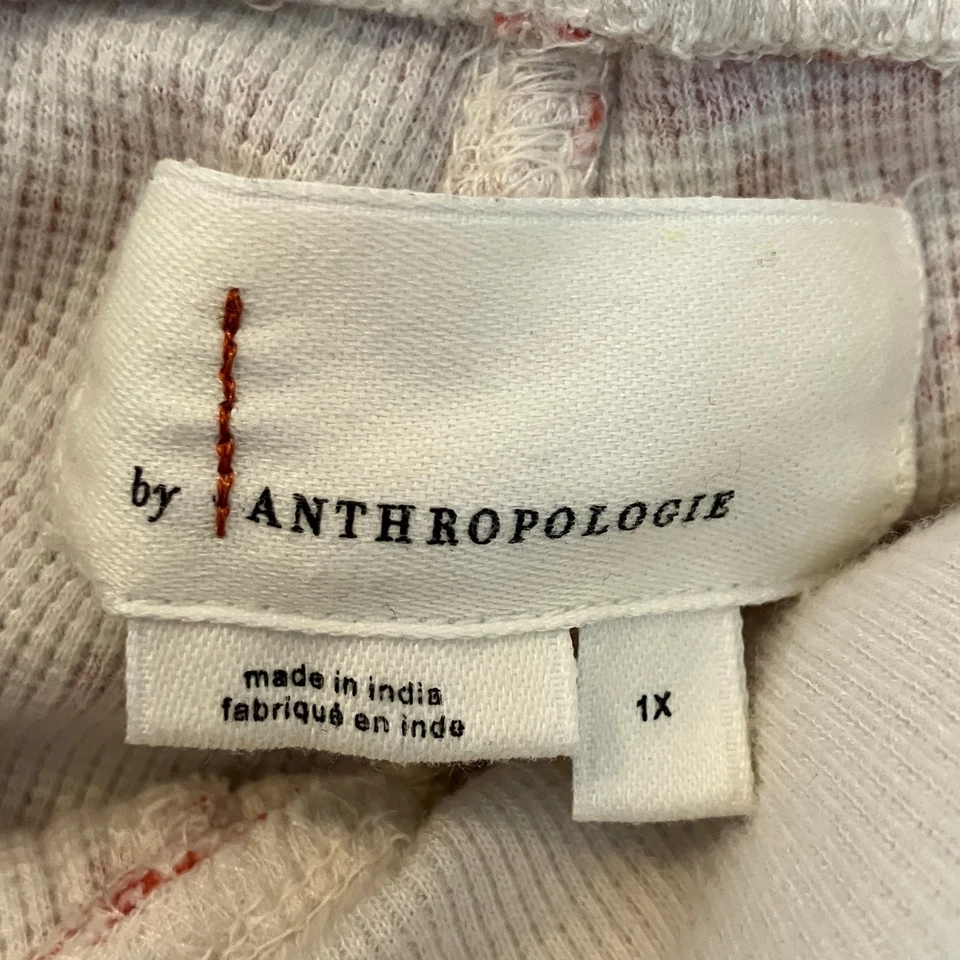 by ANTHROPOLOGIE
made in india
fabriqué en inde
1X